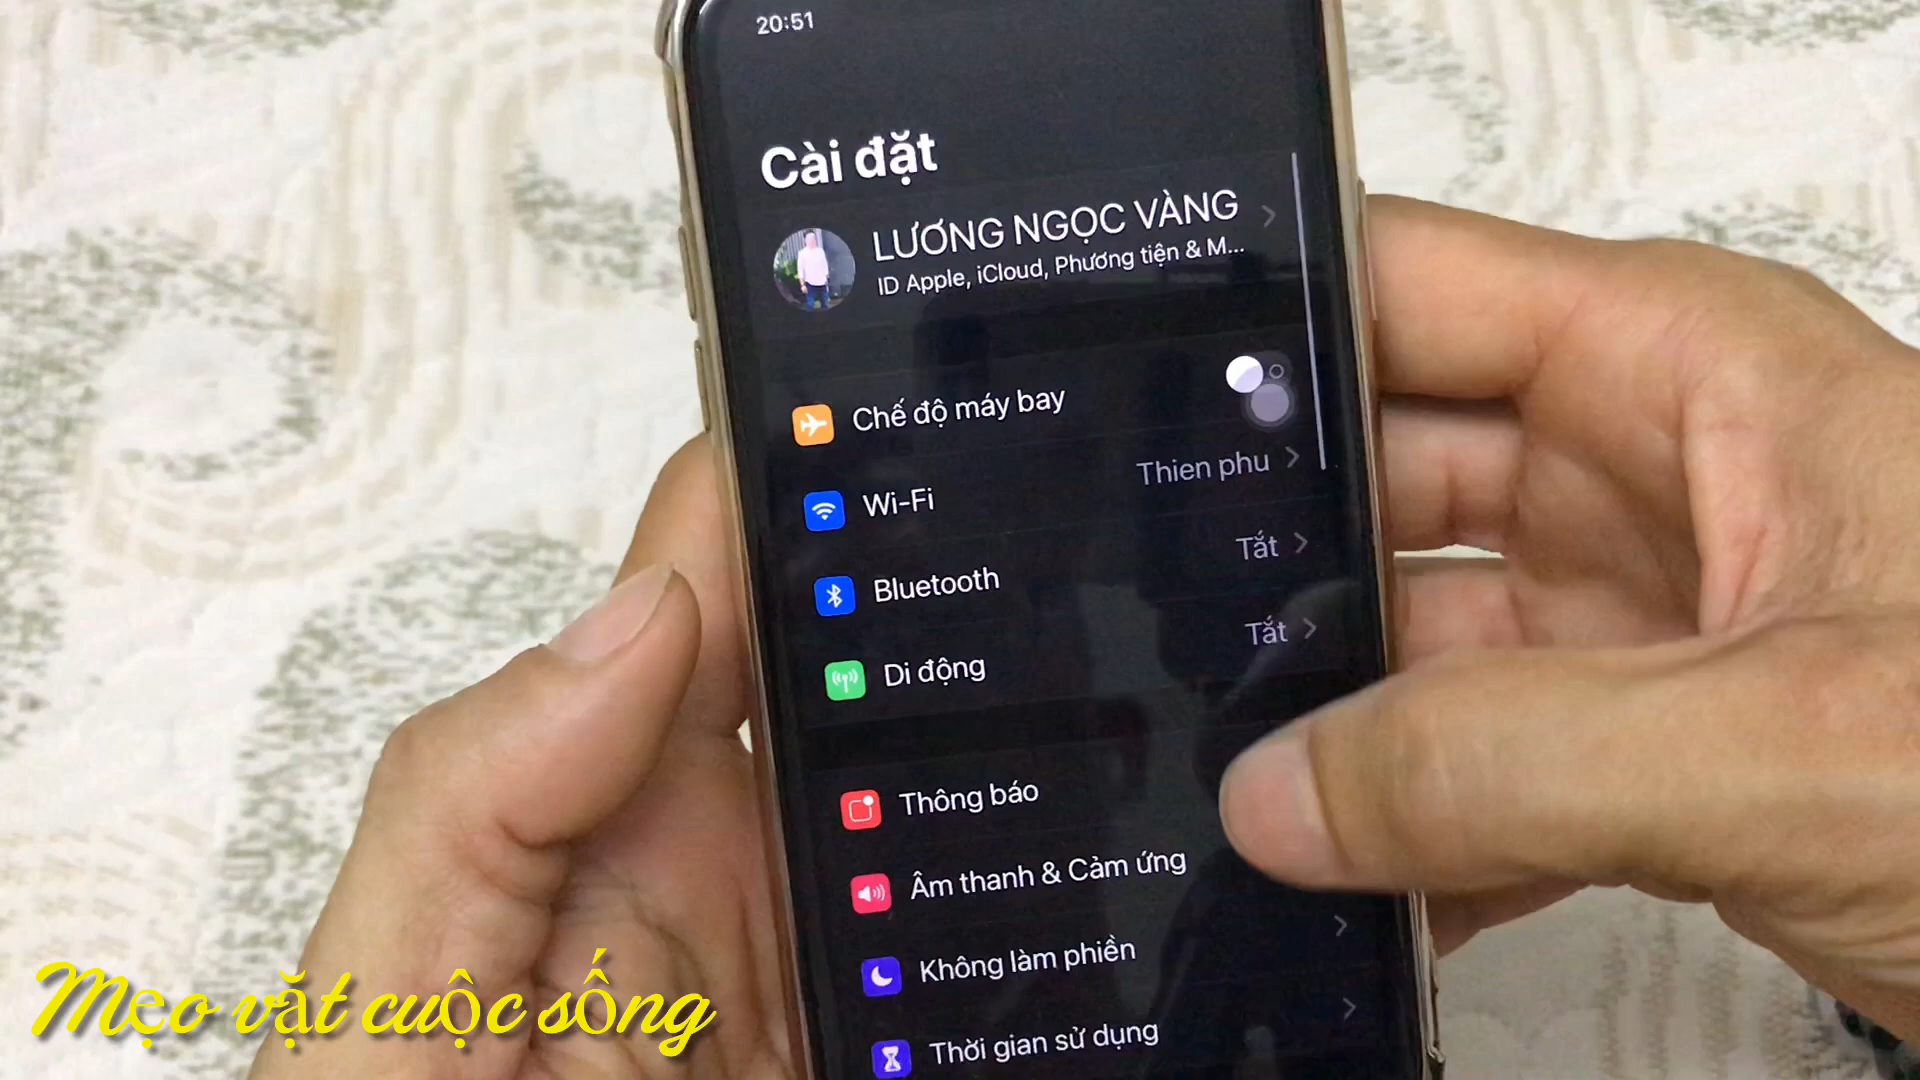 20:51
Cài đặt
LƯƠNG NGỌC VÀNG
ID Apple, iCloud, Phương tiện & M...
Chế độ máy bay
Wi-Fi
Thien phu
Bluetooth
Tắt
Di động
Tắt
Thông báo
Âm thanh & Cảm ứng
Không làm phiền
Thời gian sử dụng
Mẹo vặt cuộc sống